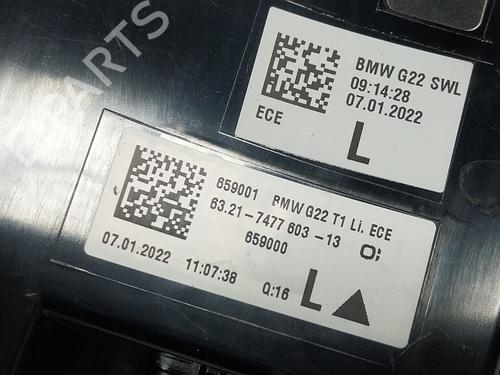 BMW G22 SWL
09:14:28
07.01.2022
ECE
L
659001 BMW G22 T1 Li. ECE
63.21-7477 603-13
659000
07.01.2022 11:07:38 Q:16 L
PARTS